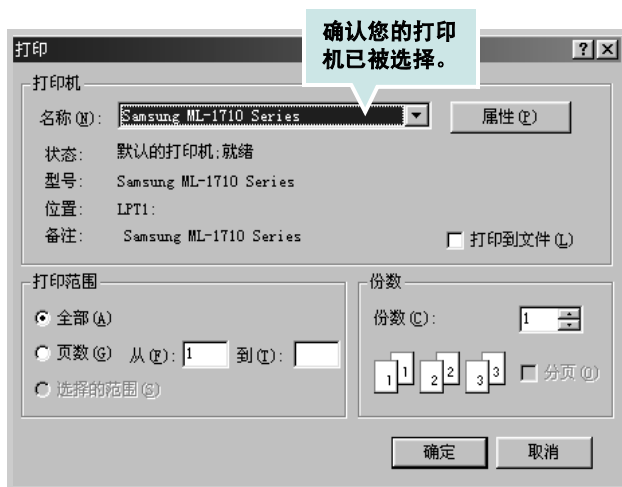 确认您的打印
机已被选择。
打印
打印机
名称(N): Samsung ML-1710 Series 属性(P)
状态: 默认的打印机;就绪
型号: Samsung ML-1710 Series
位置: LPT1:
备注: Samsung ML-1710 Series 打印到文件(L)
打印范围
全部(A)
页数(G) 从(F): 1 到(T):
选择的范围(S)
份数
份数(C): 1
1 1 2 2 3 3 分页(O)
确定 取消